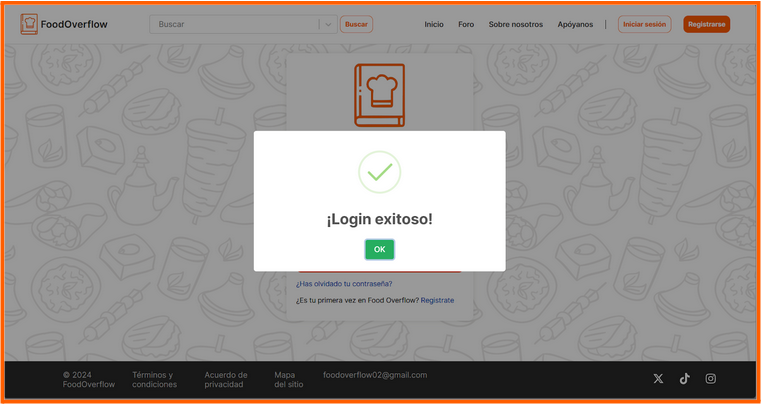 FoodOverflow
Buscar
Buscar
Inicio
Foro
Sobre nosotros
Apóyanos
Iniciar sesión
Registrarse
¡Login exitoso!
OK
¿Has olvidado tu contraseña?
¿Es tu primera vez en Food Overflow? Regístrate
© 2024
FoodOverflow
Términos y
condiciones
Acuerdo de
privacidad
Mapa
del sitio
foodoverflow02@gmail.com